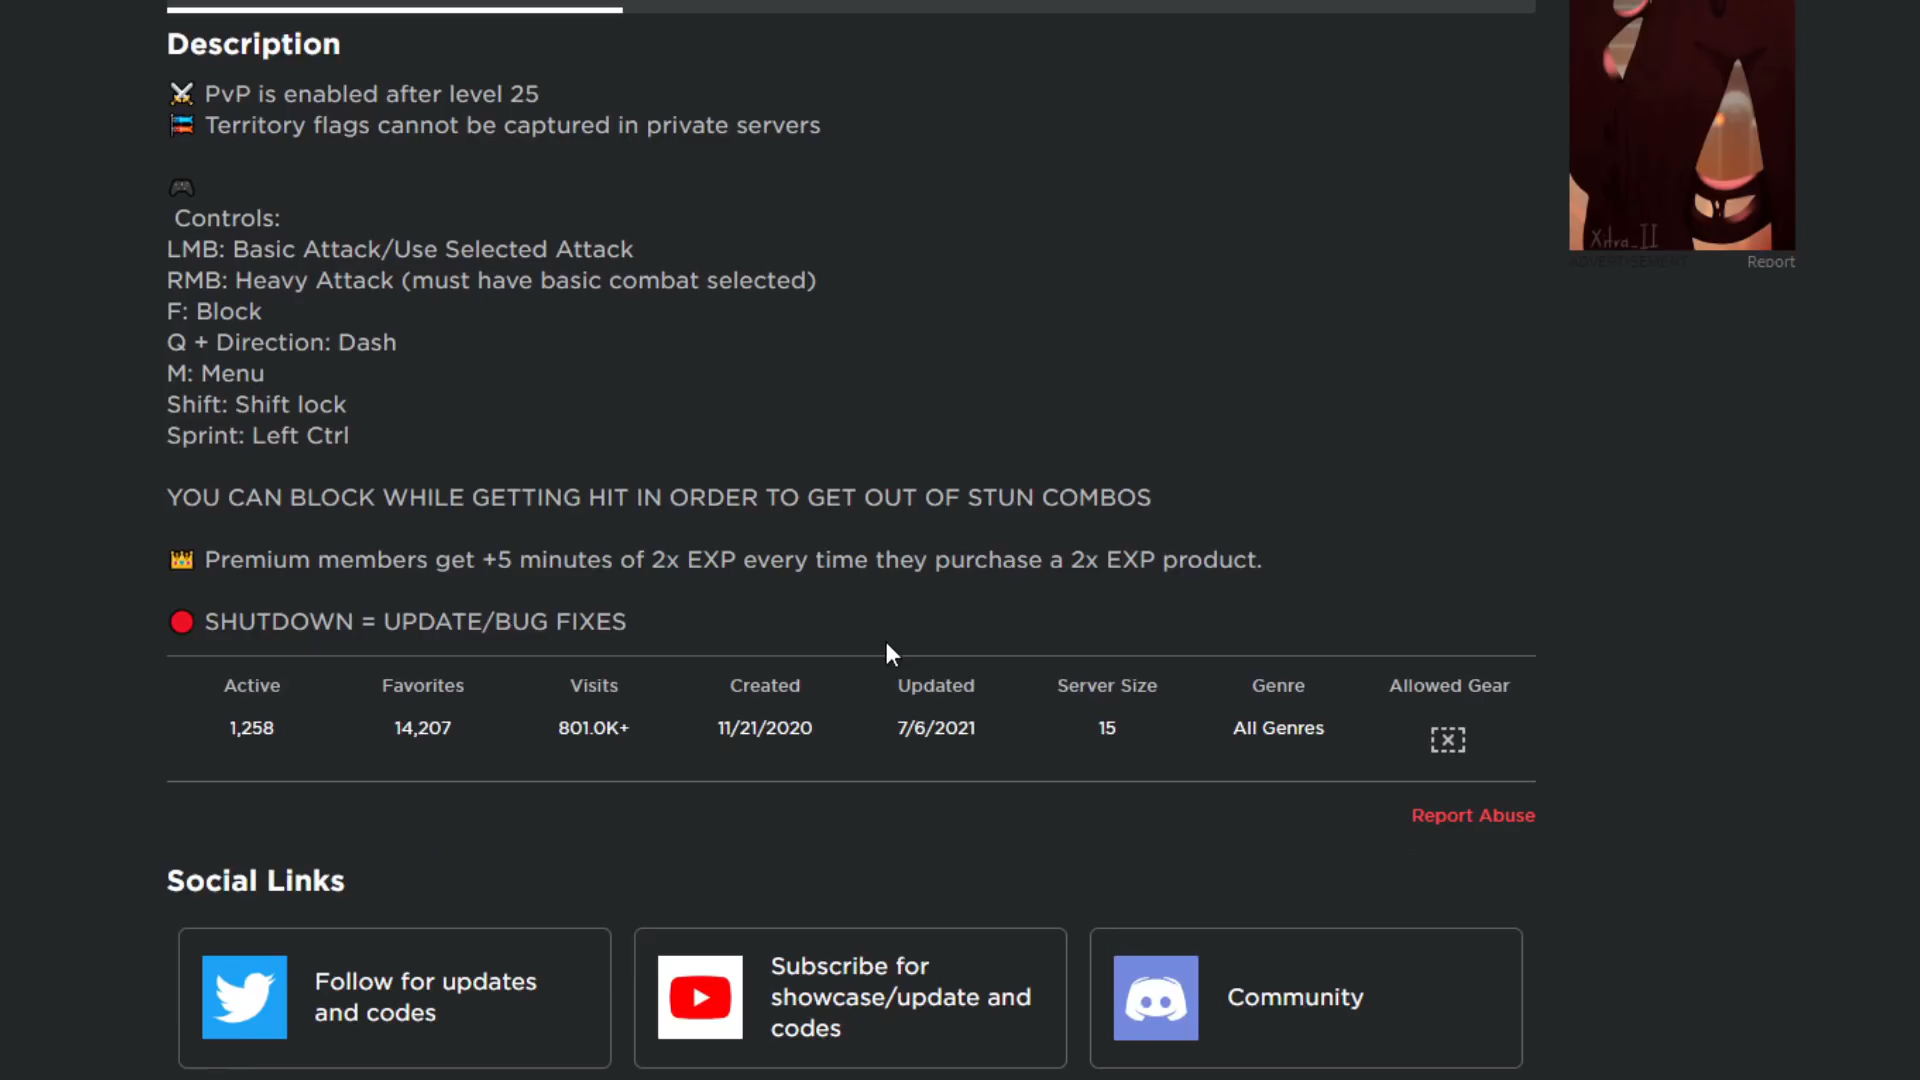 Description
PvP is enabled after level 25
Territory flags cannot be captured in private servers
Controls:
LMB: Basic Attack/Use Selected Attack
RMB: Heavy Attack (must have basic combat selected)
F: Block
Q + Direction: Dash
M: Menu
Shift: Shift lock
Sprint: Left Ctrl
YOU CAN BLOCK WHILE GETTING HIT IN ORDER TO GET OUT OF STUN COMBOS
Premium members get +5 minutes of 2x EXP every time they purchase a 2x EXP product.
SHUTDOWN = UPDATE/BUG FIXES
Active Favorites Visits Created Updated Server Size Genre Allowed Gear
1,258 14,207 801.0K+ 11/21/2020 7/6/2021 15 All Genres
Report Abuse
Social Links
Follow for updates
and codes
Subscribe for
showcase/update and
codes
Community
Xitra_II
ADVERTISEMENT Report